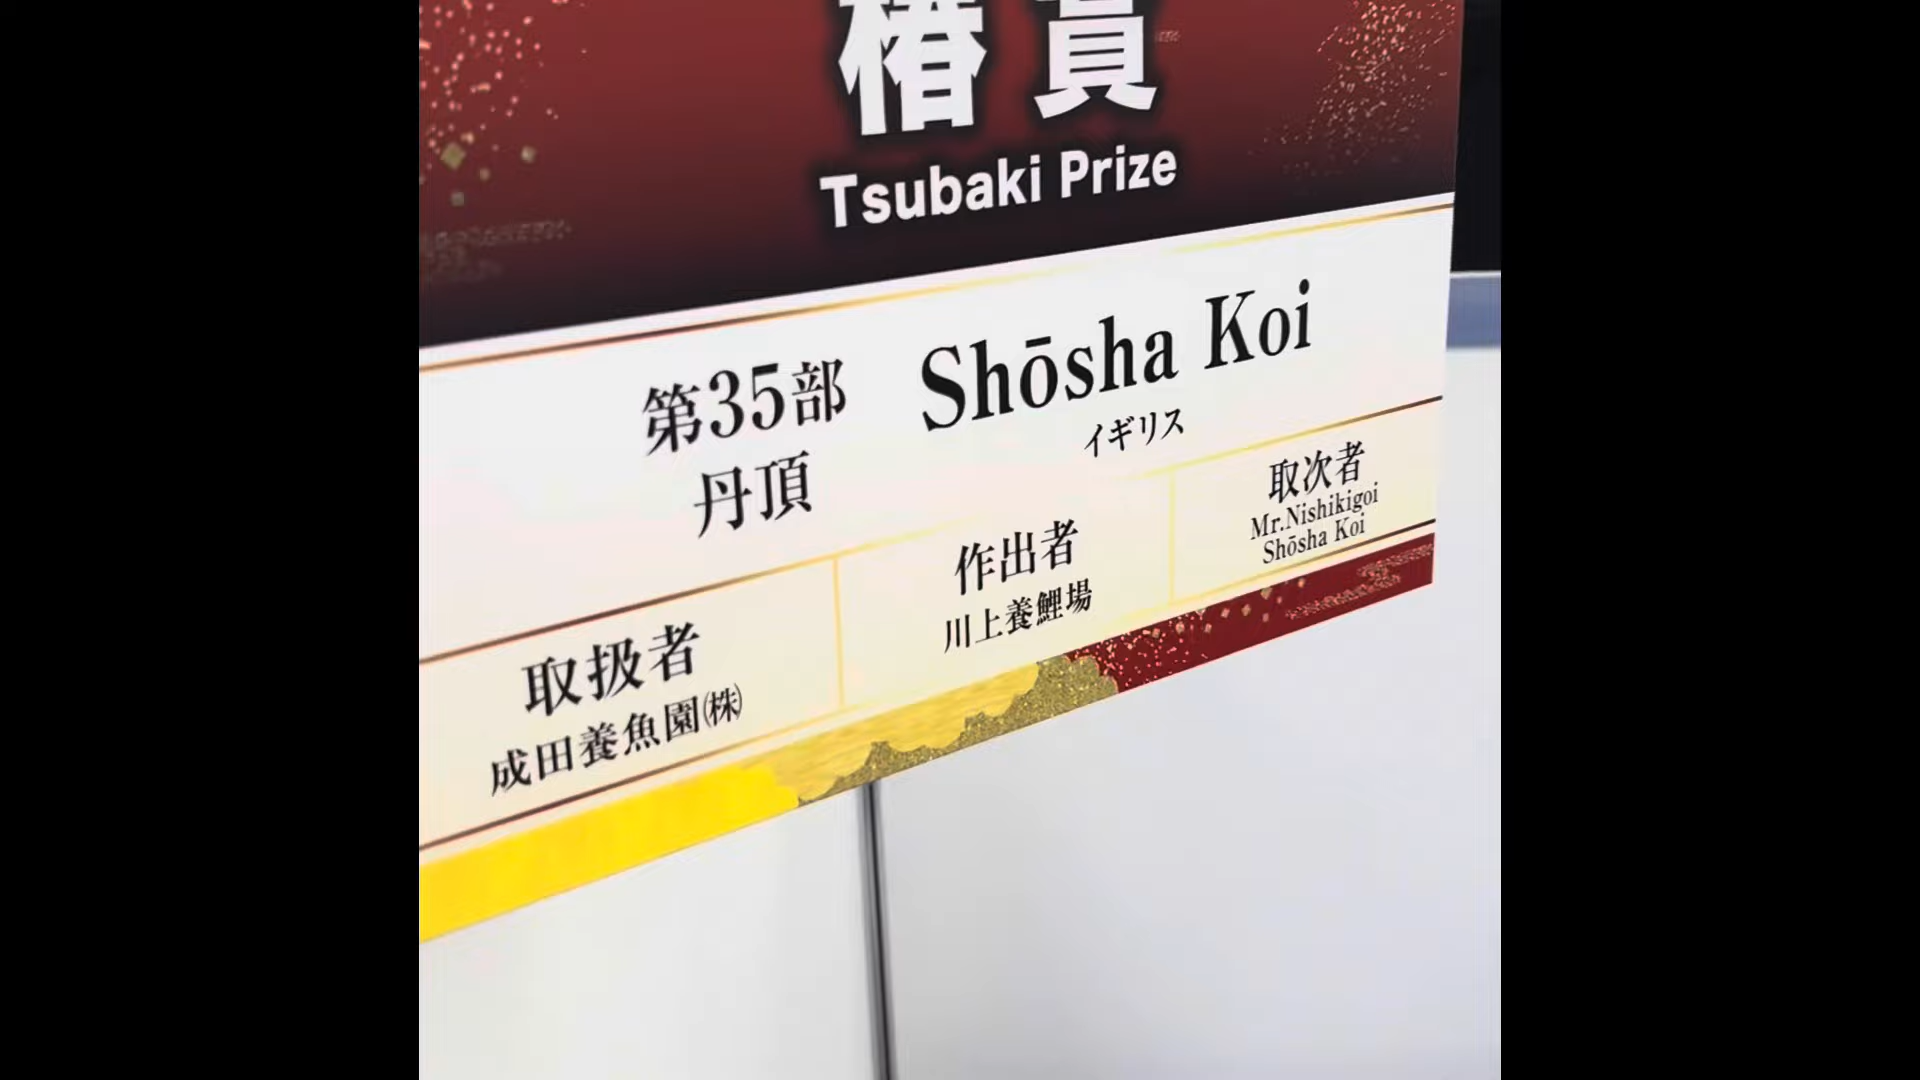 椿賞
Tsubaki Prize
第35部
丹頂
Shōsha Koi
イギリス
取扱者
成田養魚園㈱
作出者
川上養鯉場
取次者
Mr.Nishikigoi
Shōsha Koi